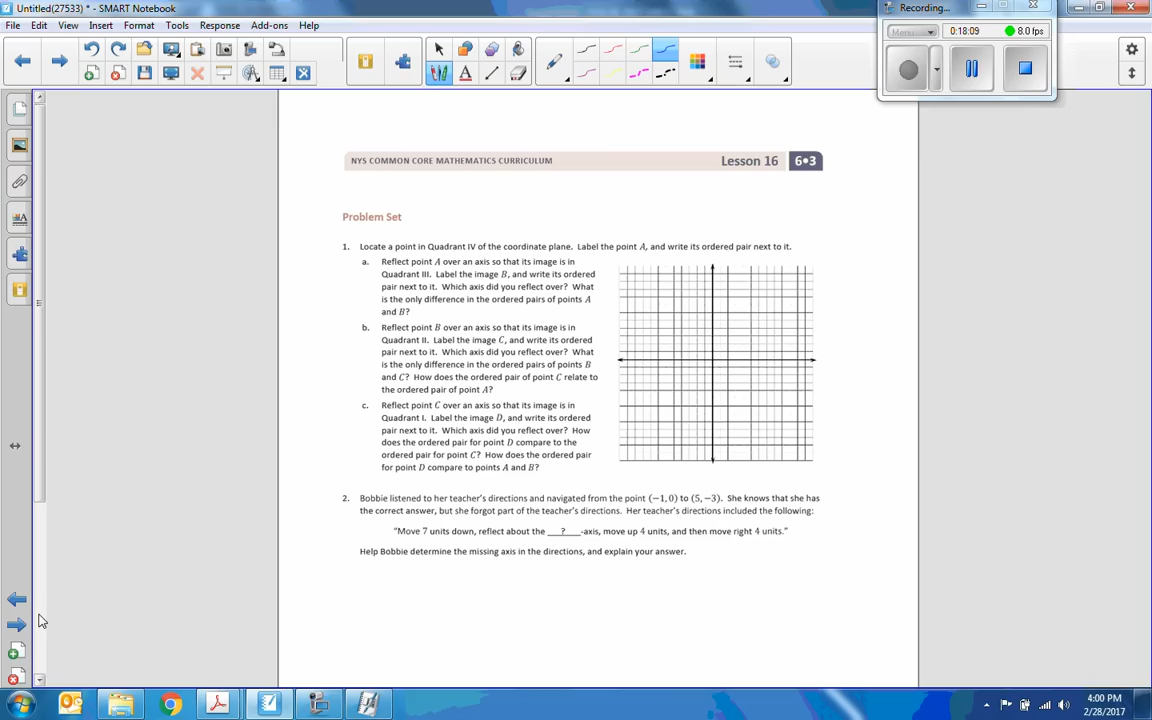 Untitled(27533) * - SMART Notebook
Recording...
File Edit View Insert Format Tools Response Add-ons Help
Menu 0:18:09 8.0 fps
NYS COMMON CORE MATHEMATICS CURRICULUM Lesson 16 6•3
Problem Set
1. Locate a point in Quadrant IV of the coordinate plane. Label the point A, and write its ordered pair next to it.
a. Reflect point A over an axis so that its image is in
Quadrant III. Label the image B, and write its ordered
pair next to it. Which axis did you reflect over? What
is the only difference in the ordered pairs of points A
and B?
b. Reflect point B over an axis so that its image is in
Quadrant II. Label the image C, and write its ordered
pair next to it. Which axis did you reflect over? What
is the only difference in the ordered pairs of points B
and C? How does the ordered pair of point C relate to
the ordered pair of point A?
c. Reflect point C over an axis so that its image is in
Quadrant I. Label the image D, and write its ordered
pair next to it. Which axis did you reflect over? How
does the ordered pair for point D compare to the
ordered pair for point C? How does the ordered pair
for point D compare to points A and B?
2. Bobbie listened to her teacher's directions and navigated from the point (−1, 0) to (5, −3). She knows that she has
the correct answer, but she forgot part of the teacher's directions. Her teacher's directions included the following:
"Move 7 units down, reflect about the __?__-axis, move up 4 units, and then move right 4 units."
Help Bobbie determine the missing axis in the directions, and explain your answer.
4:00 PM
2/28/2017